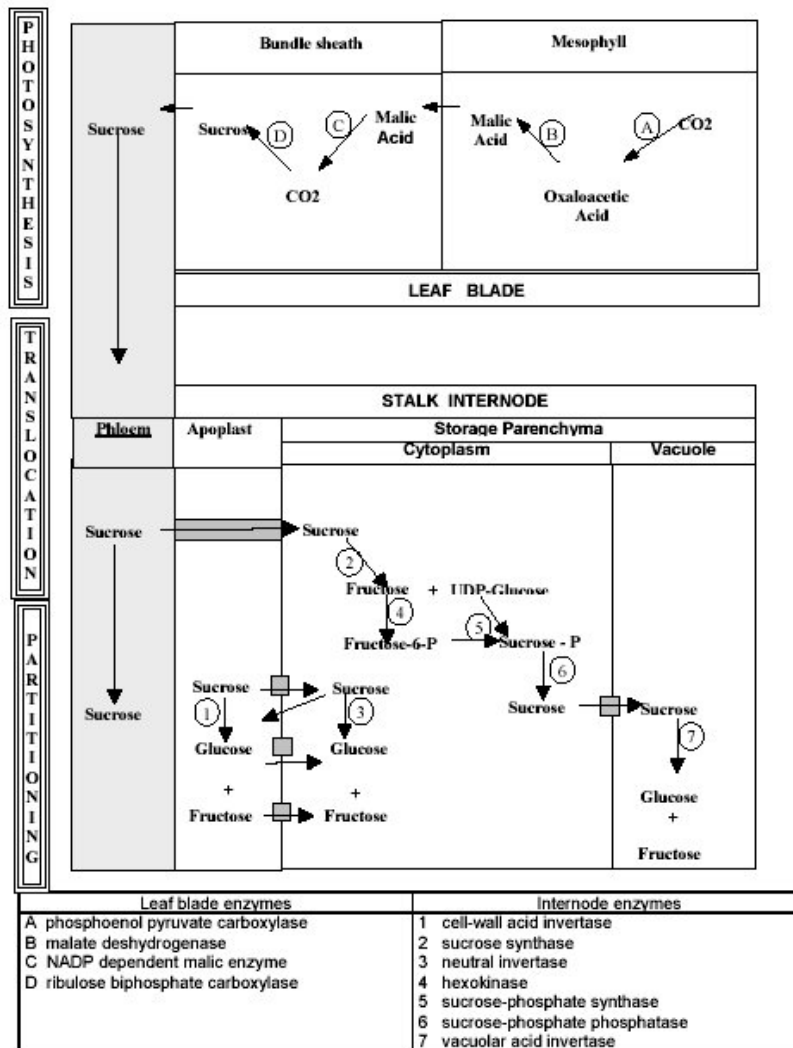 PHOTOSYNTHESIS
Bundle sheath
Mesophyll
Sucrose
Sucrose
D
C
Malic
Acid
Malic
Acid
B
A
CO2
CO2
Oxaloacetic
Acid
LEAF BLADE
TRANSLOCATION
STALK INTERNODE
Phloem
Apoplast
Storage Parenchyma
Cytoplasm
Vacuole
Sucrose
Sucrose
2
Fructose + UDP-Glucose
4
5
Fructose-6-P
Sucrose - P
6
PARTITIONING
Sucrose
Sucrose
Sucrose
Sucrose
Sucrose
1
3
7
Glucose
Glucose
Glucose
+
+
+
Fructose
Fructose
Fructose
Leaf blade enzymes
A phosphoenol pyruvate carboxylase
B malate deshydrogenase
C NADP dependent malic enzyme
D ribulose biphosphate carboxylase
Internode enzymes
1 cell-wall acid invertase
2 sucrose synthase
3 neutral invertase
4 hexokinase
5 sucrose-phosphate synthase
6 sucrose-phosphate phosphatase
7 vacuolar acid invertase